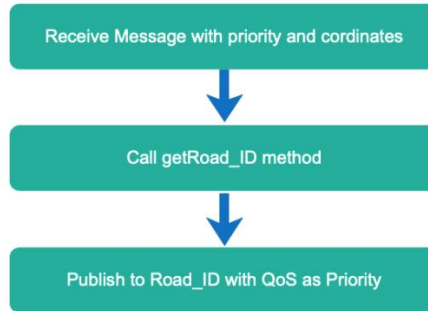 Receive Message with priority and cordinates
Call getRoad_ID method
Publish to Road_ID with QoS as Priority